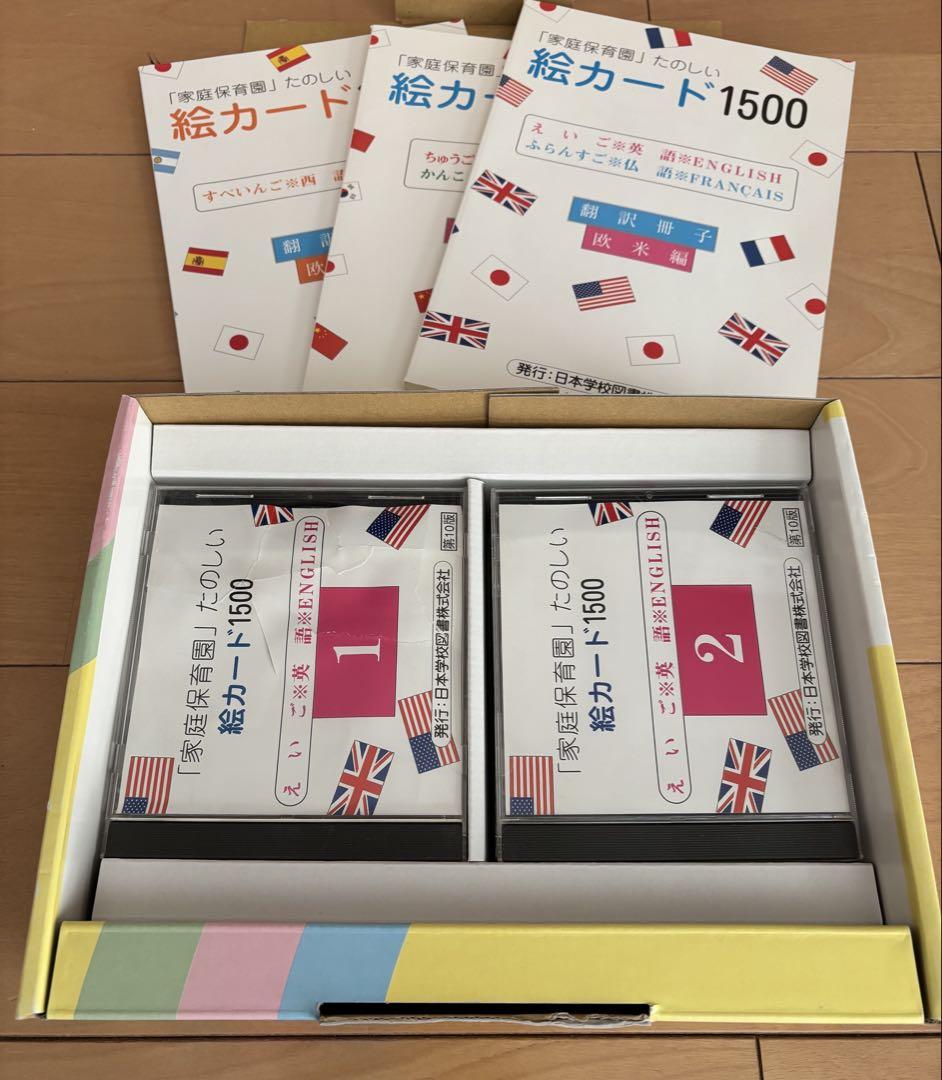 「家庭保育園」たのしい
絵カード
すぺいんご※西 語
翻訳
欧
「家庭保育園」
絵カー
ちゅうご
かんこ
「家庭保育園」たのしい
絵カード1500
えいご※英 語※ENGLISH
ふらんすご※仏 語※FRANÇAIS
翻訳冊子
欧米編
発行:日本学校図書
「家庭保育園」たのしい
絵カード1500
えいご※英 語※ENGLISH
1
第10版
発行:日本学校図書株式会社
「家庭保育園」たのしい
絵カード1500
えいご※英 語※ENGLISH
2
第10版
発行:日本学校図書株式会社